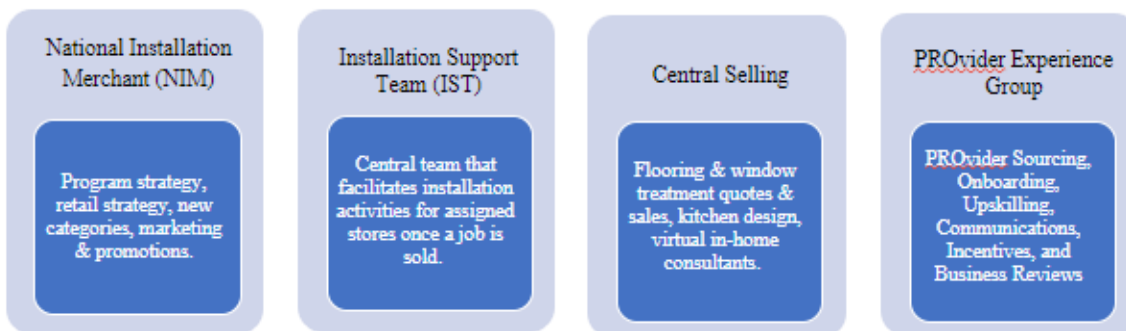 National Installation
Merchant (NIM)
Program strategy,
retail strategy, new
categories, marketing
& promotions.
Installation Support
Team (IST)
Central team that
facilitates installation
activities for assigned
stores once a job is
sold.
Central Selling
Flooring & window
treatment quotes &
sales, kitchen design,
virtual in-home
consultants.
PROvider Experience
Group
PROvider Sourcing,
Onboarding,
Upskilling,
Communications,
Incentives, and
Business Reviews